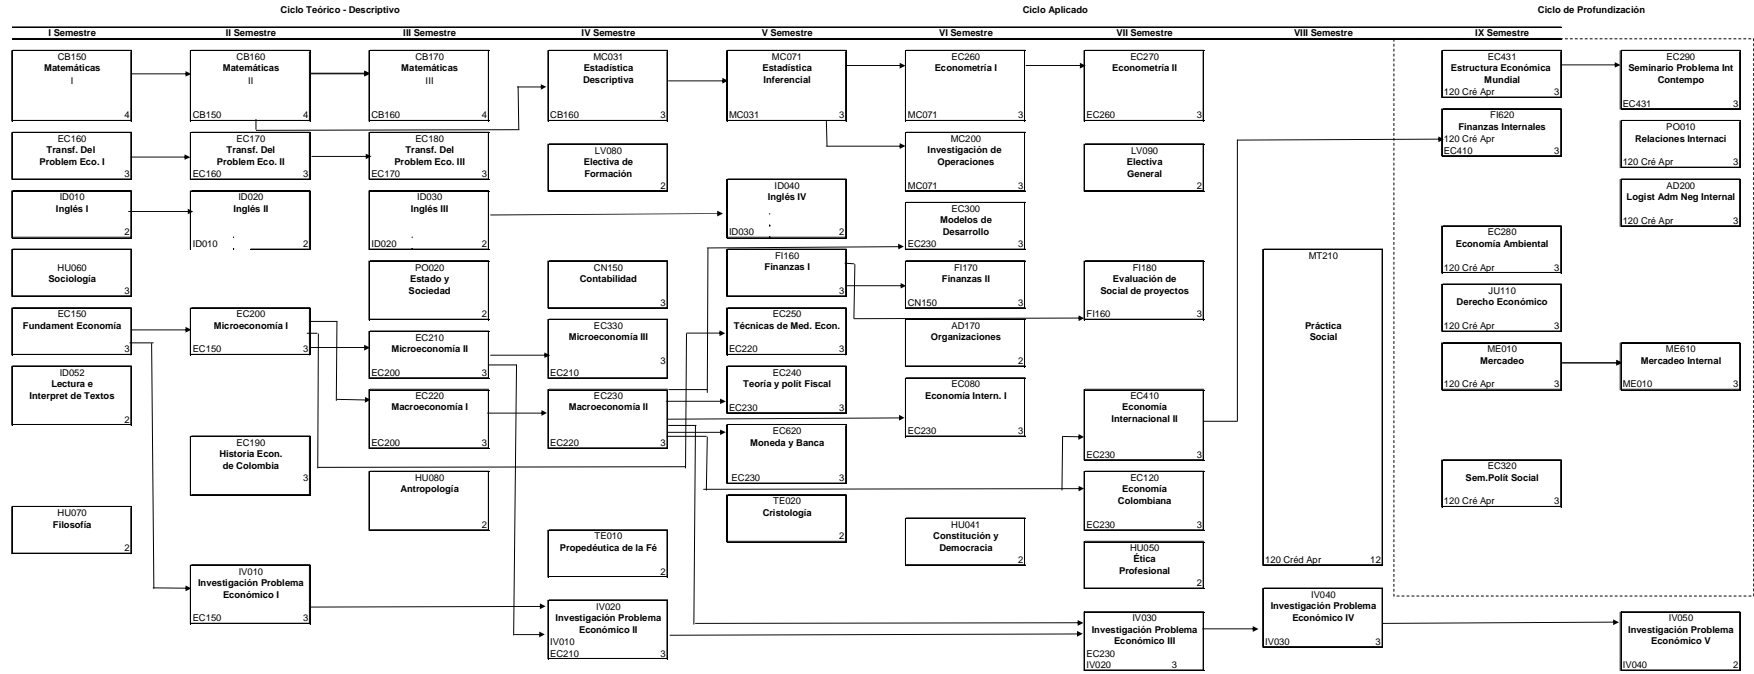 Ciclo Teórico - Descriptivo
Ciclo Aplicado
Ciclo de Profundización
I Semestre
II Semestre
III Semestre
IV Semestre
V Semestre
VI Semestre
VII Semestre
VIII Semestre
IX Semestre
CB150
Matemáticas
I
4
EC160
Transf. Del
Problem Eco. I
3
ID010
Inglés I
2
HU060
Sociología
3
EC150
Fundament Economía
3
ID052
Lectura e
Interpret de Textos
2
HU070
Filosofía
2
CB160
Matemáticas
II
CB150 4
EC170
Transf. Del
Problem Eco. II
EC160 3
ID020
Inglés II
ID010 2
EC200
Microeconomía I
EC150 3
EC190
Historia Econ.
de Colombia
3
IV010
Investigación Problema
Económico I
EC150 3
CB170
Matemáticas
III
CB160 4
EC180
Transf. Del
Problem Eco. III
EC170 3
ID030
Inglés III
ID020 2
PO020
Estado y
Sociedad
2
EC210
Microeconomía II
EC200 3
EC220
Macroeconomía I
EC200 3
HU080
Antropología
2
MC031
Estadística
Descriptiva
CB160 3
LV080
Electiva de
Formación
2
CN150
Contabilidad
3
EC330
Microeconomía III
3
EC210
EC230
Macroeconomía II
EC220 3
TE010
Propedéutica de la Fé
2
IV020
Investigación Problema
Económico II
IV010
EC210 3
MC071
Estadística
Inferencial
MC031 3
ID040
Inglés IV
ID030 2
FI160
Finanzas I
3
EC250
Técnicas de Med. Econ.
EC220 3
EC240
Teoría y polít Fiscal
EC230 3
EC620
Moneda y Banca
EC230 3
TE020
Cristología
2
EC260
Econometría I
MC071 3
MC200
Investigación de
Operaciones
MC071 3
EC300
Modelos de
Desarrollo
EC230 3
FI170
Finanzas II
CN150 3
AD170
Organizaciones
2
EC080
Economía Intern. I
EC230 3
HU041
Constitución y
Democracia
2
EC270
Econometría II
EC260 3
LV090
Electiva
General
2
FI180
Evaluación de
Social de proyectos
FI160 3
EC410
Economía
Internacional II
EC230 3
EC120
Economía
Colombiana
EC230 3
HU050
Ética
Profesional
2
IV030
Investigación Problema
Económico III
EC230
IV020 3
MT210
Práctica
Social
120 Créd Apr 12
IV040
Investigación Problema
Económico IV
IV030 3
EC431
Estructura Económica
Mundial
120 Cré Apr 3
FI620
Finanzas Internales
120 Cré Apr
EC410 3
EC280
Economía Ambiental
120 Cré Apr 3
JU110
Derecho Económico
120 Cré Apr 3
ME010
Mercadeo
120 Cré Apr 3
EC320
Sem.Polit Social
120 Cré Apr 3
EC290
Seminario Problema Int
Contempo
EC431 3
PO010
Relaciones Internaci
120 Cré Apr 3
AD200
Logist Adm Neg Internal
120 Cré Apr 3
ME610
Mercadeo Internal
ME010 3
IV050
Investigación Problema
Económico V
IV040 2